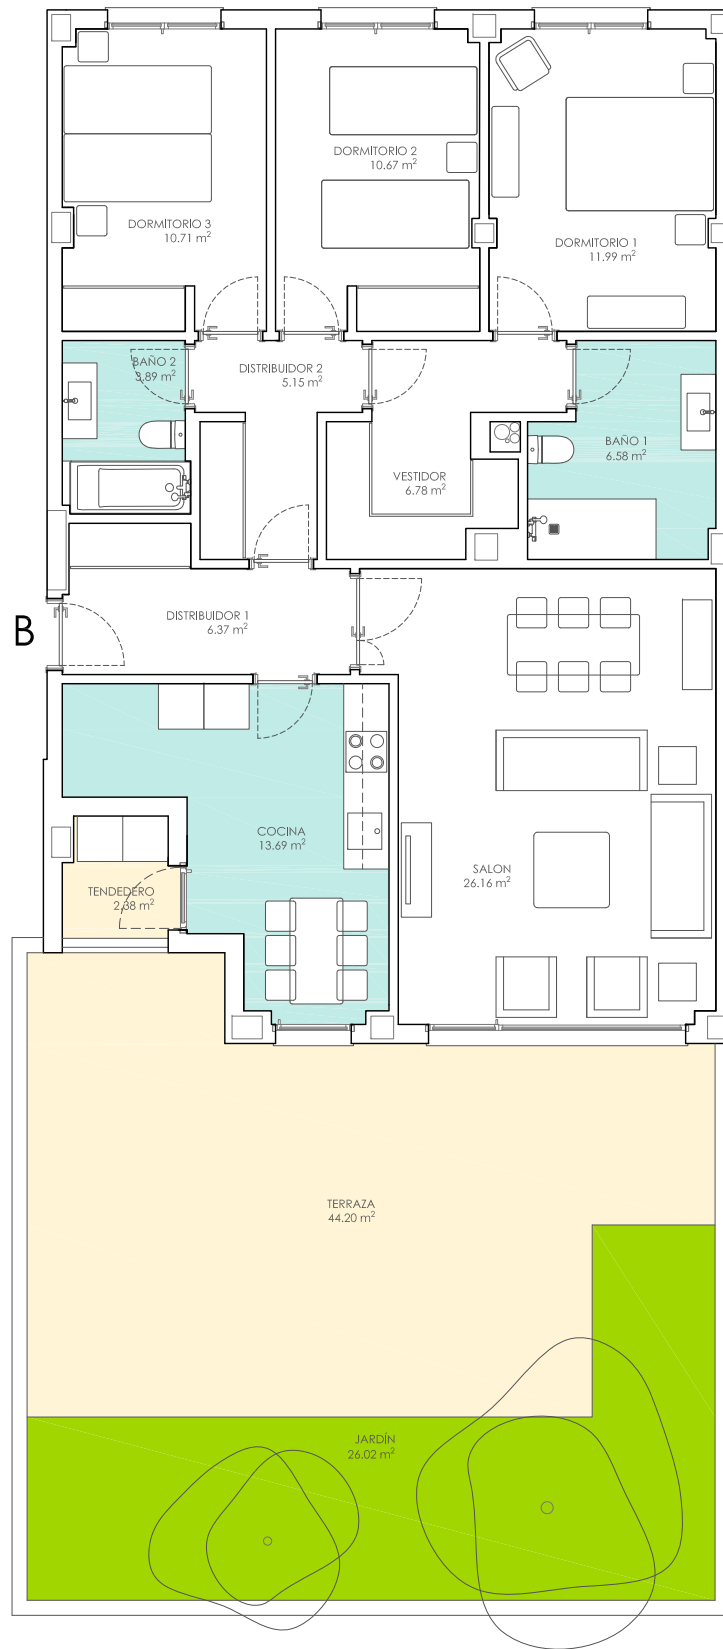 DORMITORIO 2
10.67 m²
DORMITORIO 3
10.71 m²
DORMITORIO 1
11.99 m²
BAÑO 2
3.89 m²
DISTRIBUIDOR 2
5.15 m²
BAÑO 1
6.58 m²
VESTIDOR
6.78 m²
B
DISTRIBUIDOR 1
6.37 m²
COCINA
13.69 m²
SALON
26.16 m²
TENDEDERO
2.38 m²
TERRAZA
44.20 m²
JARDÍN
26.02 m²